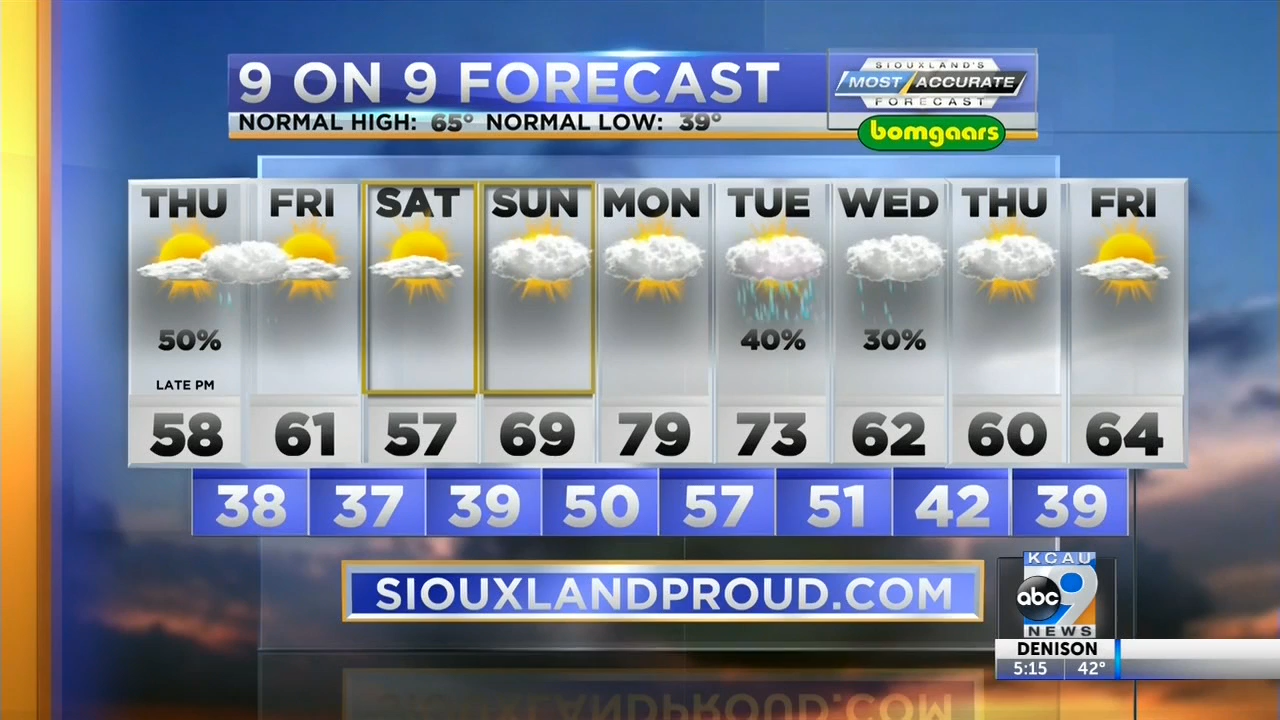 9 ON 9 FORECAST
NORMAL HIGH: 65° NORMAL LOW: 39°
SIOUXLAND'S
MOST ACCURATE
FORECAST
bomgaars
THU FRI SAT SUN MON TUE WED THU FRI
50% 40% 30%
LATE PM
58 61 57 69 79 73 62 60 64
38 37 39 50 57 51 42 39
SIOUXLANDPROUD.COM
KCAU
abc 9
NEWS
DENISON
5:15 42°
SIOUXLANDPROUD.COM